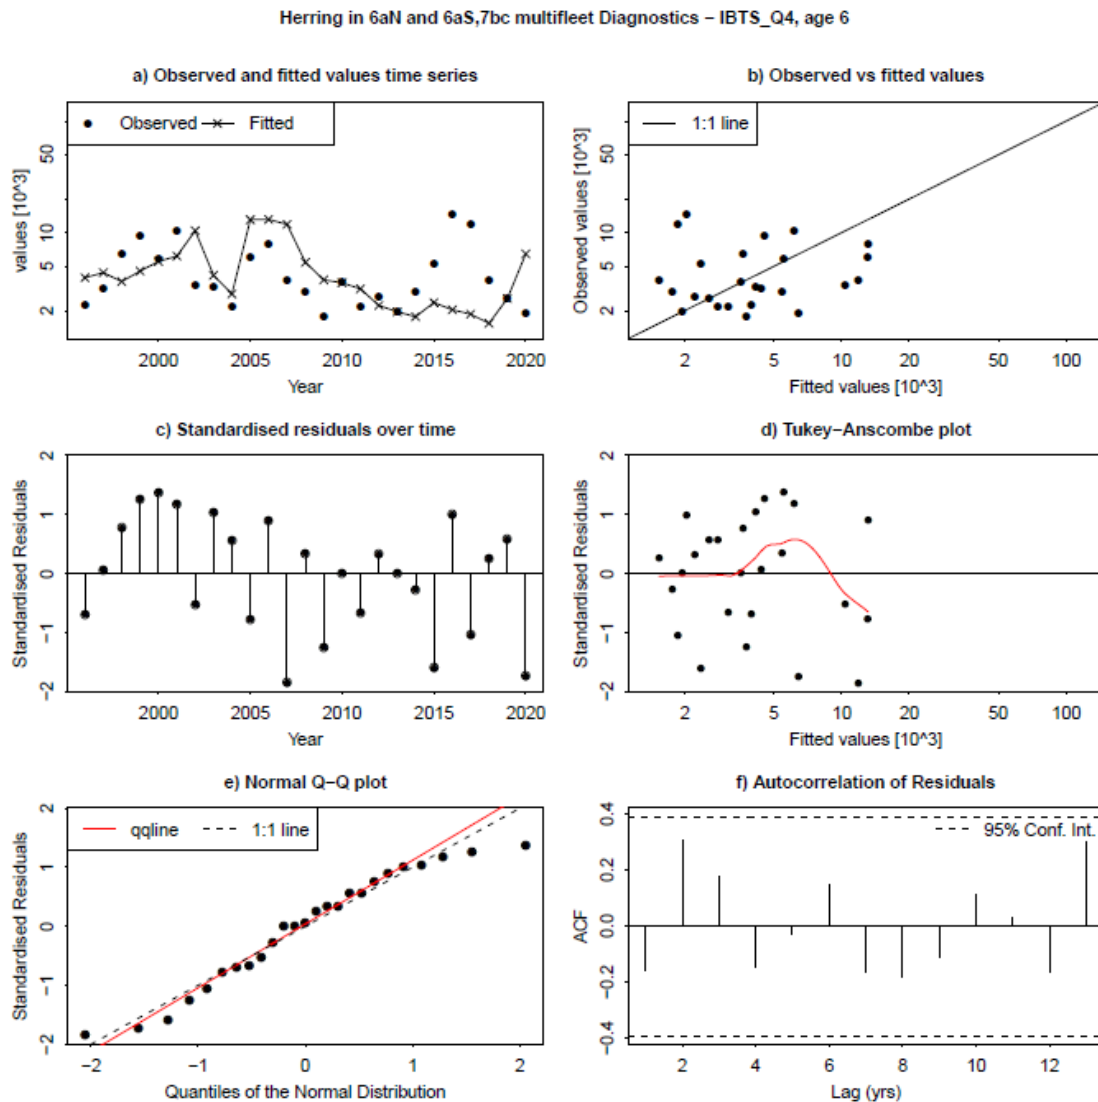 Herring in 6aN and 6aS,7bc multifleet Diagnostics − IBTS_Q4, age 6
a) Observed and fitted values time series
Observed Fitted
values [10^3]
50
10
5
2
2000 2005 2010 2015 2020
Year
b) Observed vs fitted values
1:1 line
Observed values [10^3]
50
10
5
2
2 5 10 20 50 100
Fitted values [10^3]
c) Standardised residuals over time
Standardised Residuals
2
1
0
−1
−2
2000 2005 2010 2015 2020
Year
d) Tukey−Anscombe plot
Standardised Residuals
2
1
0
−1
−2
2 5 10 20 50 100
Fitted values [10^3]
e) Normal Q−Q plot
qqline 1:1 line
Standardised Residuals
2
1
0
−1
−2
−2 −1 0 1 2
Quantiles of the Normal Distribution
f) Autocorrelation of Residuals
95% Conf. Int.
ACF
0.4
0.2
0.0
−0.2
−0.4
2 4 6 8 10 12
Lag (yrs)